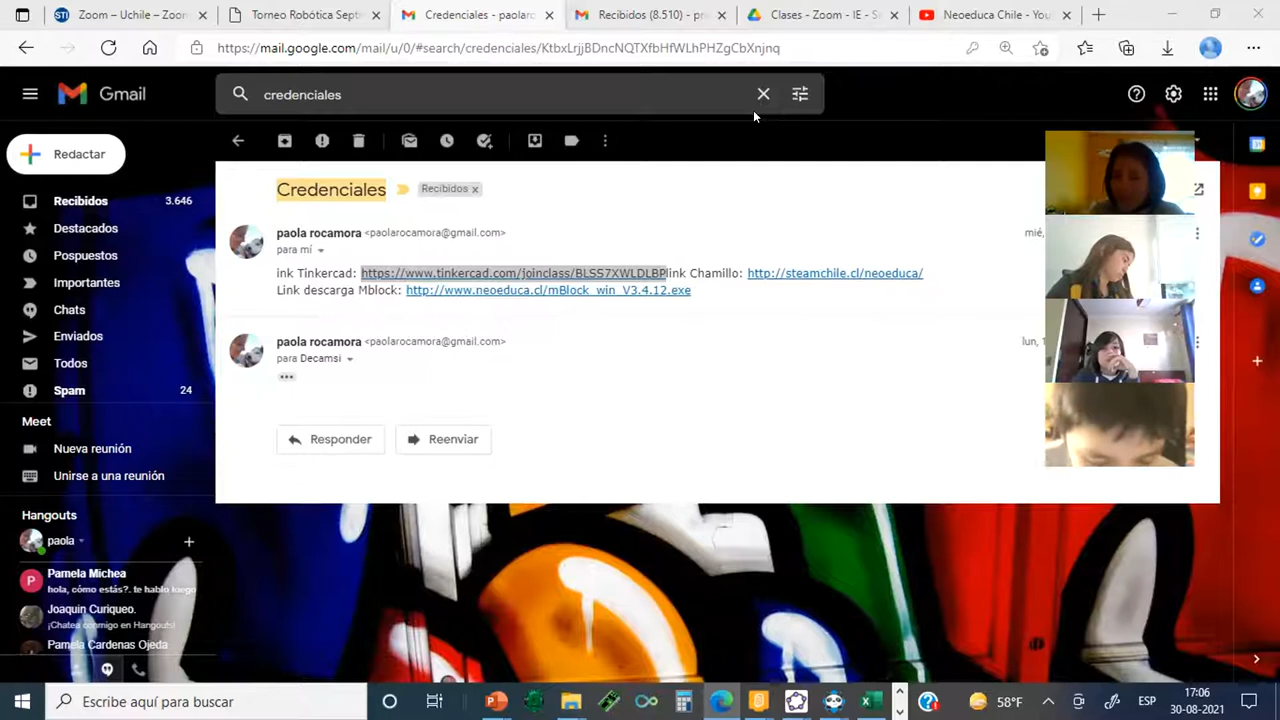 Zoom – Uchile – Zoom
Torneo Robótica Septi
Credenciales - paolaro
Recibidos (8.510) - pri
Clases - Zoom - IE - S
Neoeduca Chile - You
https://mail.google.com/mail/u/0/#search/credenciales/KtbxLrjjBDncNQTXfbHfWLhPHZgCbXnjnq
Gmail
credenciales
Redactar
Recibidos 3.646
Destacados
Pospuestos
Importantes
Chats
Enviados
Todos
Spam 24
Meet
Nueva reunión
Unirse a una reunión
Hangouts
paola
Pamela Michea
hola, cómo estás?. te hablo luego
Joaquin Curiqueo.
¡Chatea conmigo en Hangouts!
Pamela Cardenas Ojeda
Credenciales Recibidos x
paola rocamora <paolarocamora@gmail.com> mié,
para mí
ink Tinkercad: https://www.tinkercad.com/joinclass/BLSS7XWLDLBPlink Chamillo: http://steamchile.cl/neoeduca/
Link descarga Mblock: http://www.neoeduca.cl/mBlock_win_V3.4.12.exe
paola rocamora <paolarocamora@gmail.com> lun, 1
para Decamsi
Responder
Reenviar
Escribe aquí para buscar
58°F
ESP
17:06
30-08-2021